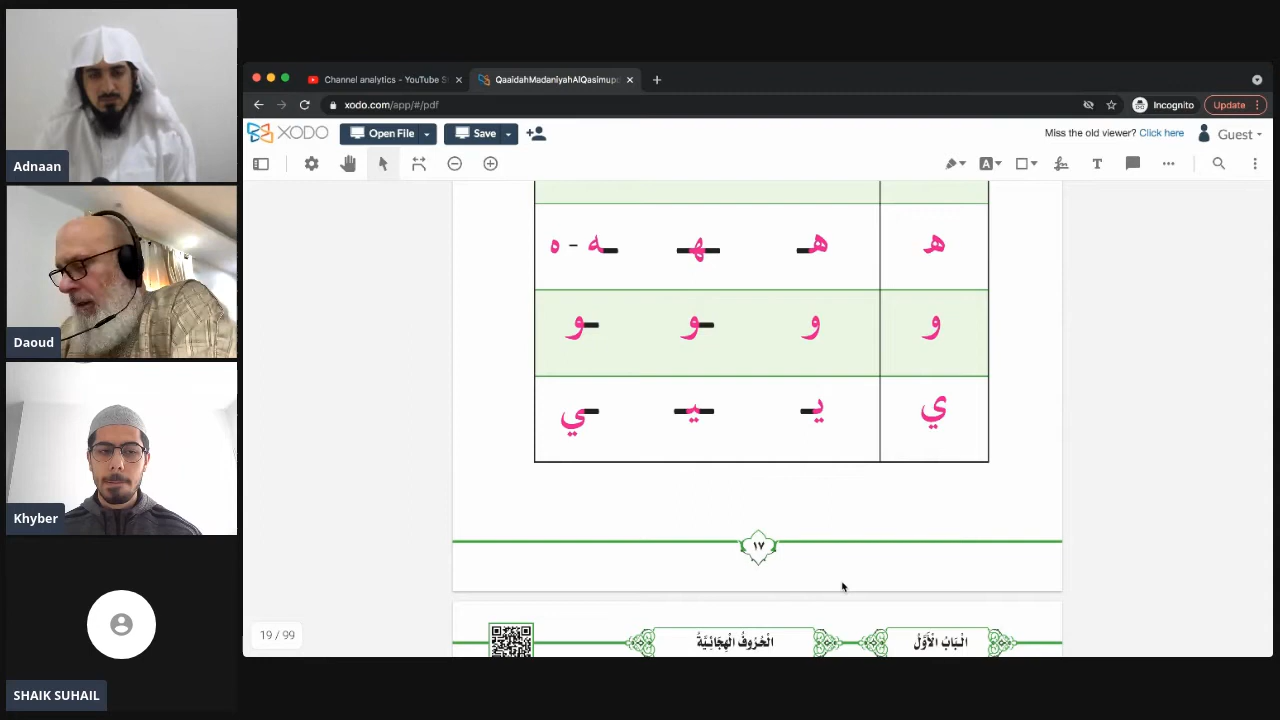 Adnaan
Daoud
Khyber
SHAIK SUHAIL
Channel analytics - YouTube S
QaaidahMadaniyahAlQasimupd
xodo.com/app/#/pdf
Incognito
Update
XODO
Open File
Save
Miss the old viewer? Click here
Guest
A
T
ه هـ ـهـ ـه - ه
و و ـو ـو
ي يـ ـيـ ـي
١٧
19 / 99
الْبَابُ الْأَوَّلُ
الْحُرُوفُ الْهِجَائِيَّةُ